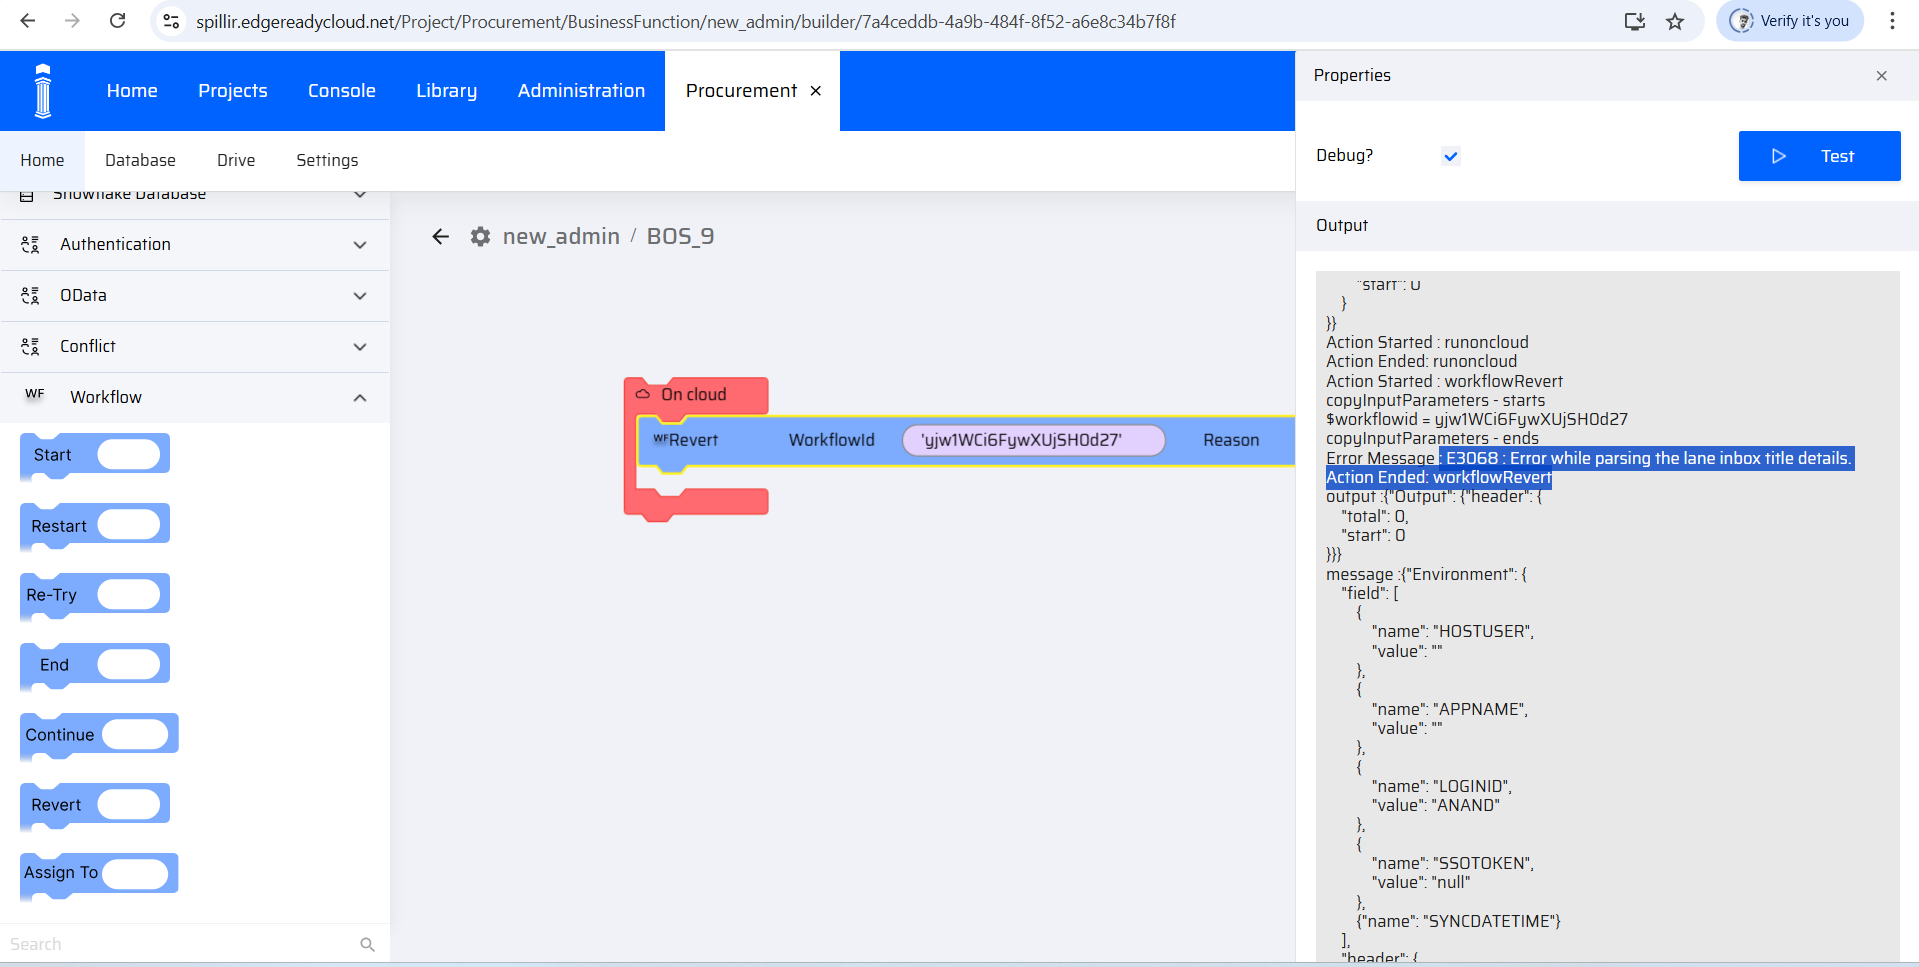 spillir.edgereadycloud.net/Project/Procurement/BusinessFunction/new_admin/builder/7a4ceddb-4a9b-484f-8f52-a6e8c34b7f8f
Verify it's you
Home
Projects
Console
Library
Administration
Procurement
Home
Database
Drive
Settings
Snowflake Database
Authentication
OData
Conflict
WF Workflow
Start
Restart
Re-Try
End
Continue
Revert
Assign To
Search
new_admin / BOS_9
On cloud
WF Revert
WorkflowId
'yjw1WCi6FywXUjSH0d27'
Reason
Properties
Debug?
Test
Output
"start": 0
}
}}
Action Started : runoncloud
Action Ended: runoncloud
Action Started : workflowRevert
copyInputParameters - starts
$workflowid = yjw1WCi6FywXUjSH0d27
copyInputParameters - ends
Error Message : E3068 : Error while parsing the lane inbox title details.
Action Ended: workflowRevert
output :{"Output": {"header": {
"total": 0,
"start": 0
}}}
message :{"Environment": {
"field": [
{
"name": "HOSTUSER",
"value": ""
},
{
"name": "APPNAME",
"value": ""
},
{
"name": "LOGINID",
"value": "ANAND"
},
{
"name": "SSOTOKEN",
"value": "null"
},
{"name": "SYNCDATETIME"}
],
"header": {